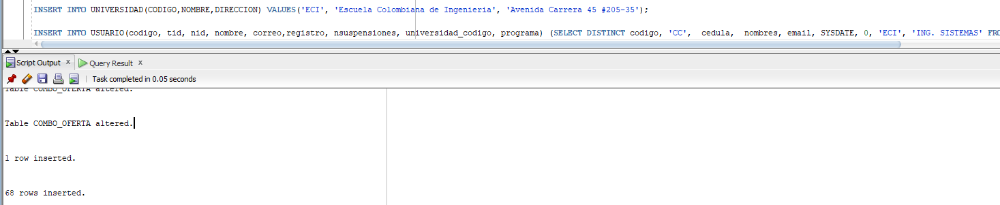 INSERT INTO UNIVERSIDAD(CODIGO,NOMBRE,DIRECCION) VALUES('ECI', 'Escuela Colombiana de Ingenieria', 'Avenida Carrera 45 #205-35');
INSERT INTO USUARIO(codigo, tid, nid, nombre, correo,registro, nsuspensiones, universidad_codigo, programa) (SELECT DISTINCT codigo, 'CC', cedula, nombres, email, SYSDATE, 0, 'ECI', 'ING. SISTEMAS' FRO
Script Output x Query Result x
Task completed in 0.05 seconds
Table COMBO_OFERTA altered.
Table COMBO_OFERTA altered.
1 row inserted.
68 rows inserted.